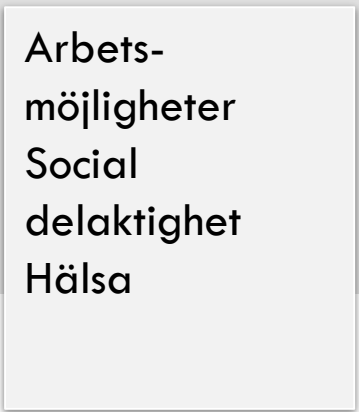 Arbets-
möjligheter
Social
delaktighet
Hälsa